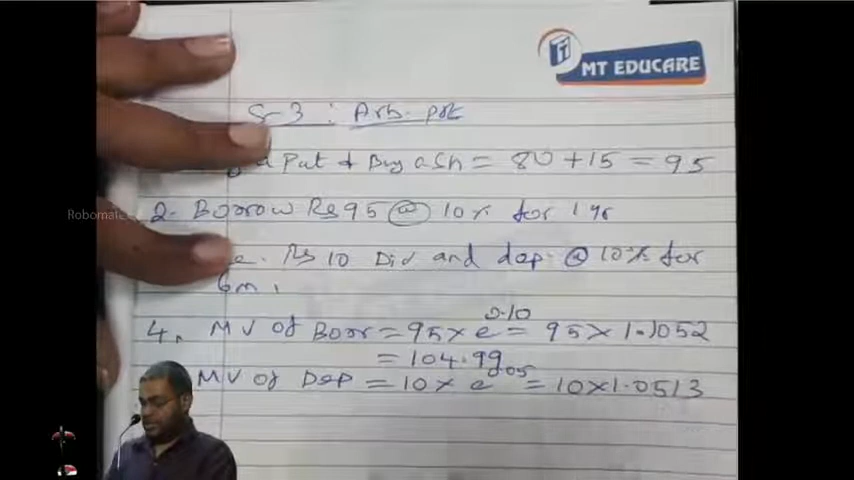 MT EDUCARE
S-3 : Arb. prt
Put & Buy a Sh = 80 + 15 = 95
Robomate
2. Borrow Rs 95 @ 10% for 1 yr
Rs 10 Div and dep. @ 10% for
6m.
4. MV of Borr = 95 × e^0.10 = 95 × 1.1052
= 104.99
MV of Dep = 10 × e^0.05 = 10 × 1.0513